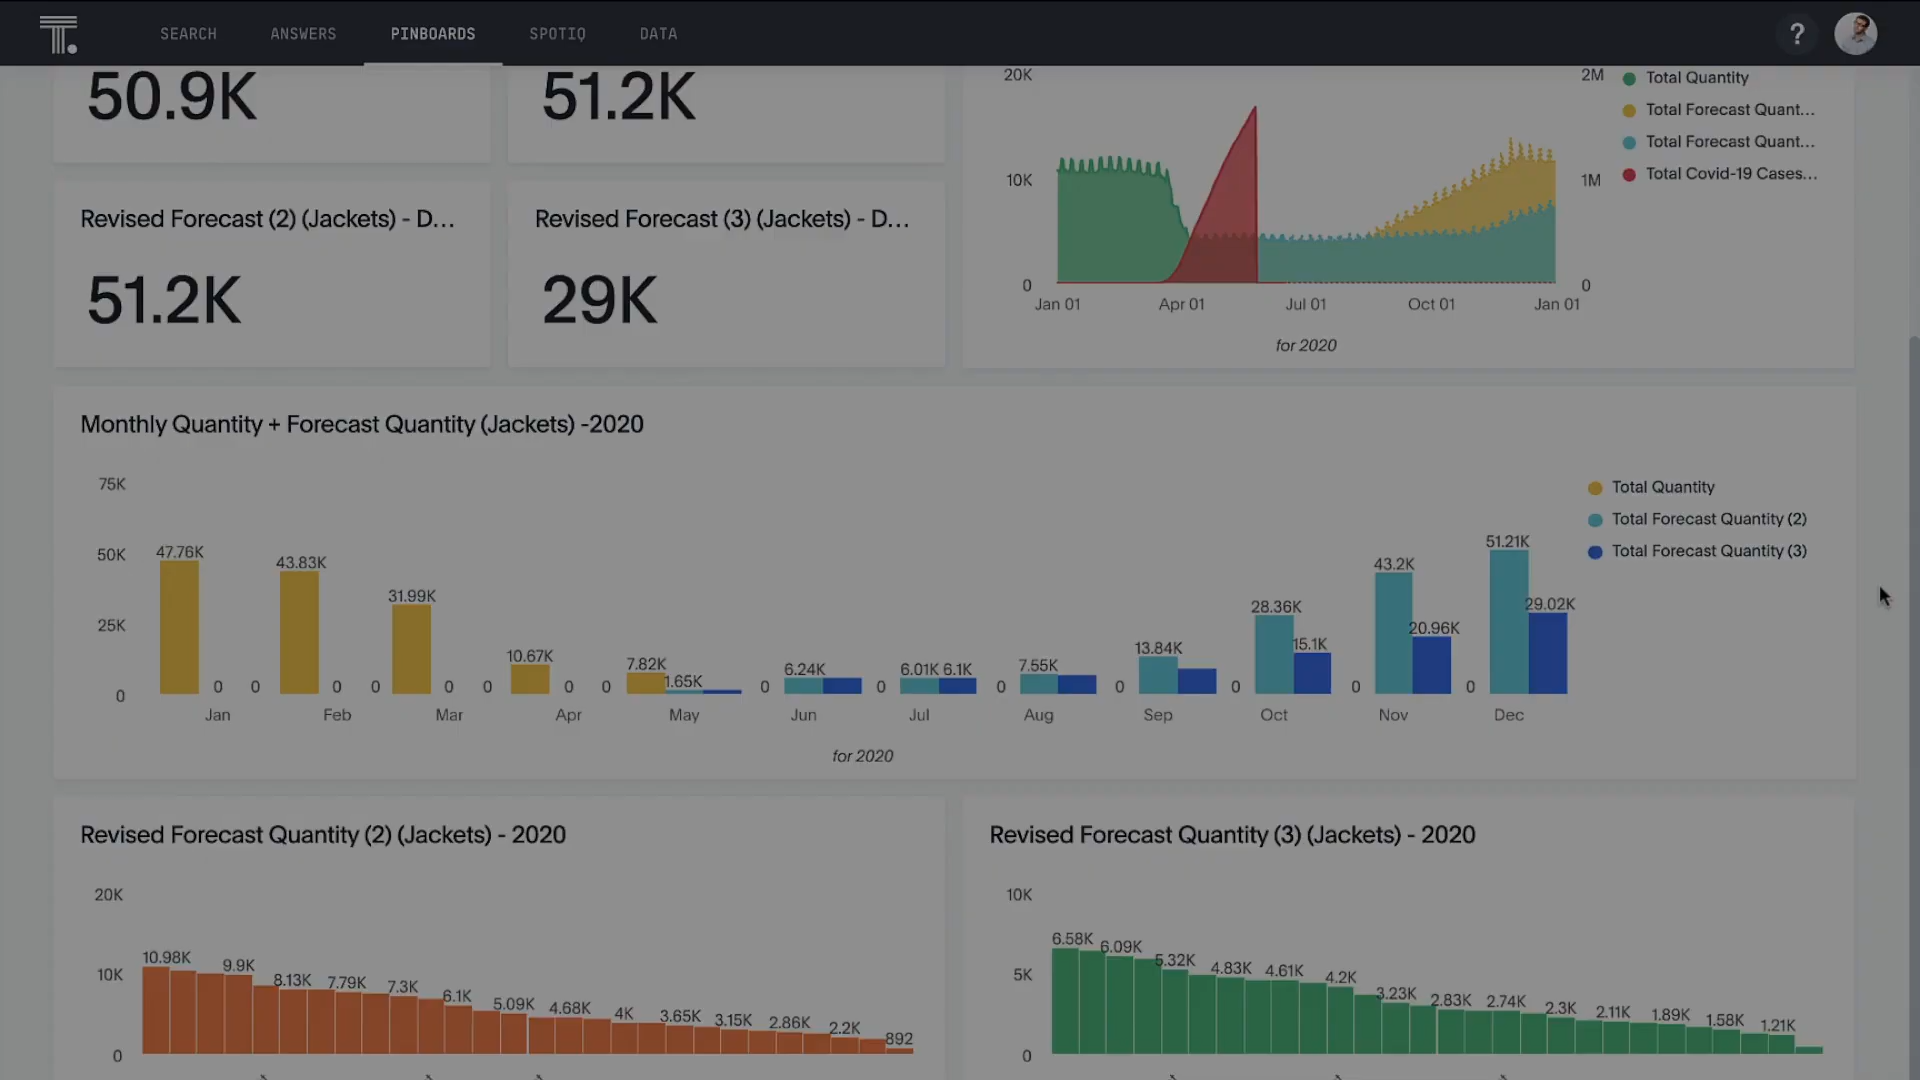 SEARCH ANSWERS PINBOARDS SPOTIQ DATA ?
50.9K 51.2K
Revised Forecast (2) (Jackets) - D...
51.2K
Revised Forecast (3) (Jackets) - D...
29K
20K 2M
10K 1M
0 0
Jan 01 Apr 01 Jul 01 Oct 01 Jan 01
for 2020
Total Quantity
Total Forecast Quant...
Total Forecast Quant...
Total Covid-19 Cases...
Monthly Quantity + Forecast Quantity (Jackets) -2020
75K
50K
25K
0
47.76K 0 0 43.83K 0 0 31.99K 0 0 10.67K 0 0 7.82K 1.65K 0 6.24K 0 6.01K 6.1K 0 7.55K 0 13.84K 0 28.36K 15.1K 0 43.2K 20.96K 0 51.21K 29.02K
Jan Feb Mar Apr May Jun Jul Aug Sep Oct Nov Dec
for 2020
Total Quantity
Total Forecast Quantity (2)
Total Forecast Quantity (3)
Revised Forecast Quantity (2) (Jackets) - 2020
20K
10K
0
10.98K 9.9K 8.13K 7.79K 7.3K 6.1K 5.09K 4.68K 4K 3.65K 3.15K 2.86K 2.2K 892
Revised Forecast Quantity (3) (Jackets) - 2020
10K
5K
0
6.58K 6.09K 5.32K 4.83K 4.61K 4.2K 3.23K 2.83K 2.74K 2.3K 2.11K 1.89K 1.58K 1.21K